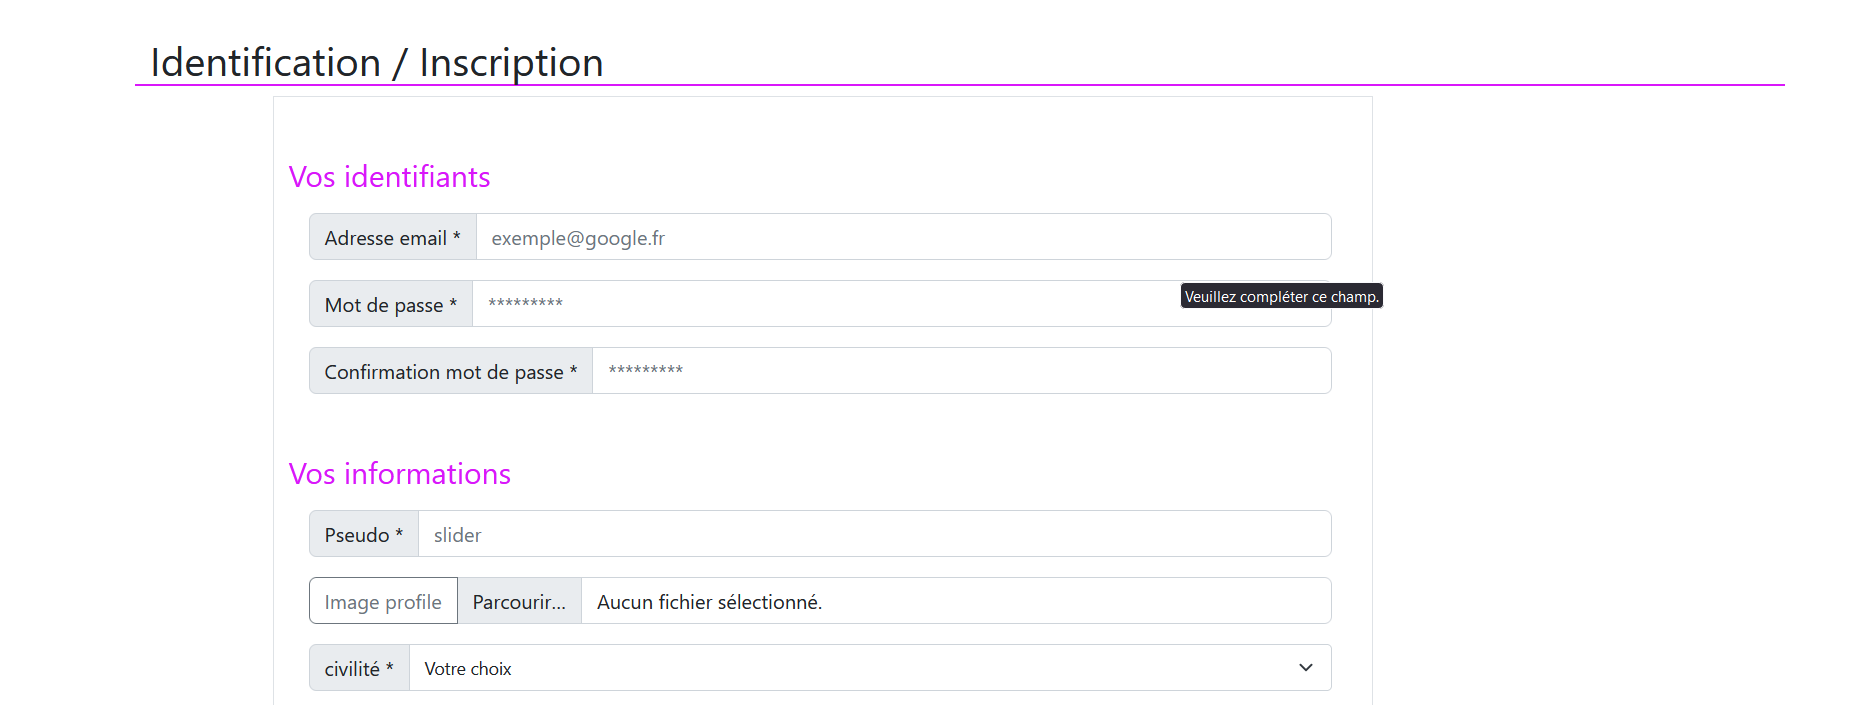 Identification / Inscription
Vos identifiants
Adresse email * exemple@google.fr
Mot de passe * *********
Veuillez compléter ce champ.
Confirmation mot de passe * *********
Vos informations
Pseudo * slider
Image profile Parcourir... Aucun fichier sélectionné.
civilité * Votre choix